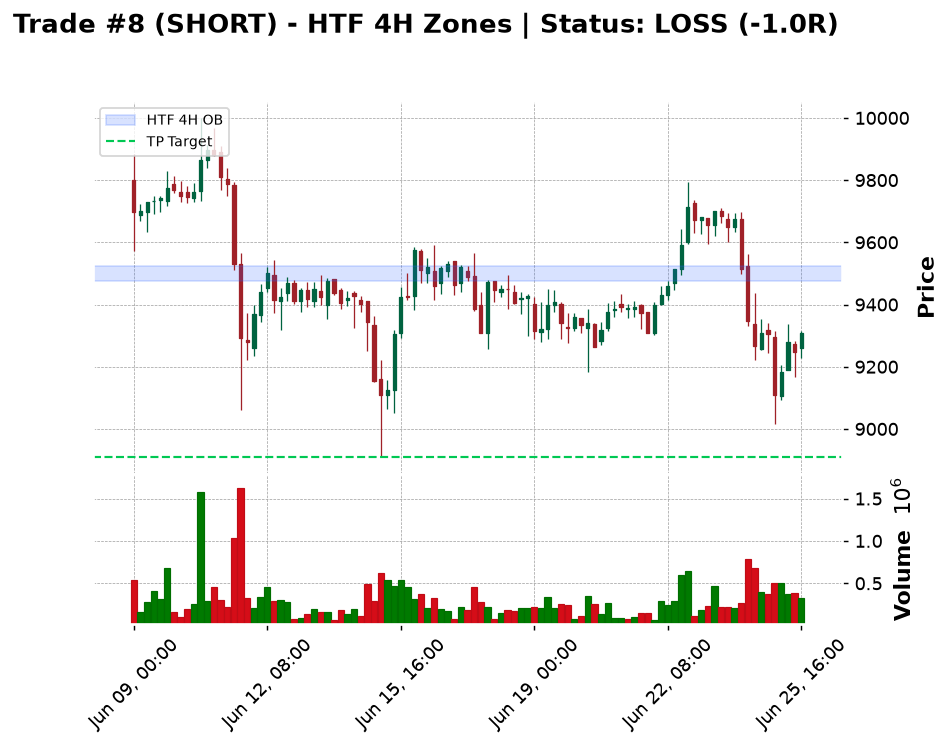 Trade #8 (SHORT) - HTF 4H Zones | Status: LOSS (-1.0R)
HTF 4H OB
TP Target
10000
9800
9600
9400
9200
9000
Price
1.5
1.0
0.5
Volume 10⁶
Jun 09, 00:00
Jun 12, 08:00
Jun 15, 16:00
Jun 19, 00:00
Jun 22, 08:00
Jun 25, 16:00